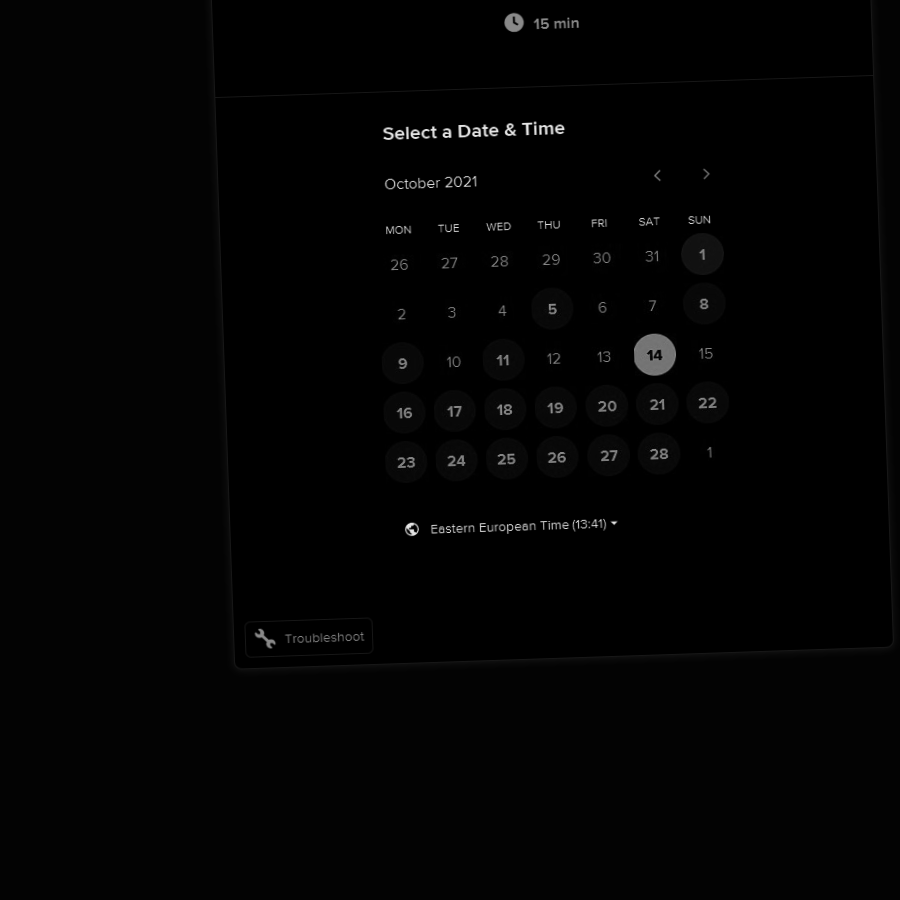 15 min
Select a Date & Time
October 2021
MON TUE WED THU FRI SAT SUN
26 27 28 29 30 31 1
2 3 4 5 6 7 8
9 10 11 12 13 14 15
16 17 18 19 20 21 22
23 24 25 26 27 28 1
Eastern European Time (13:41)
Troubleshoot